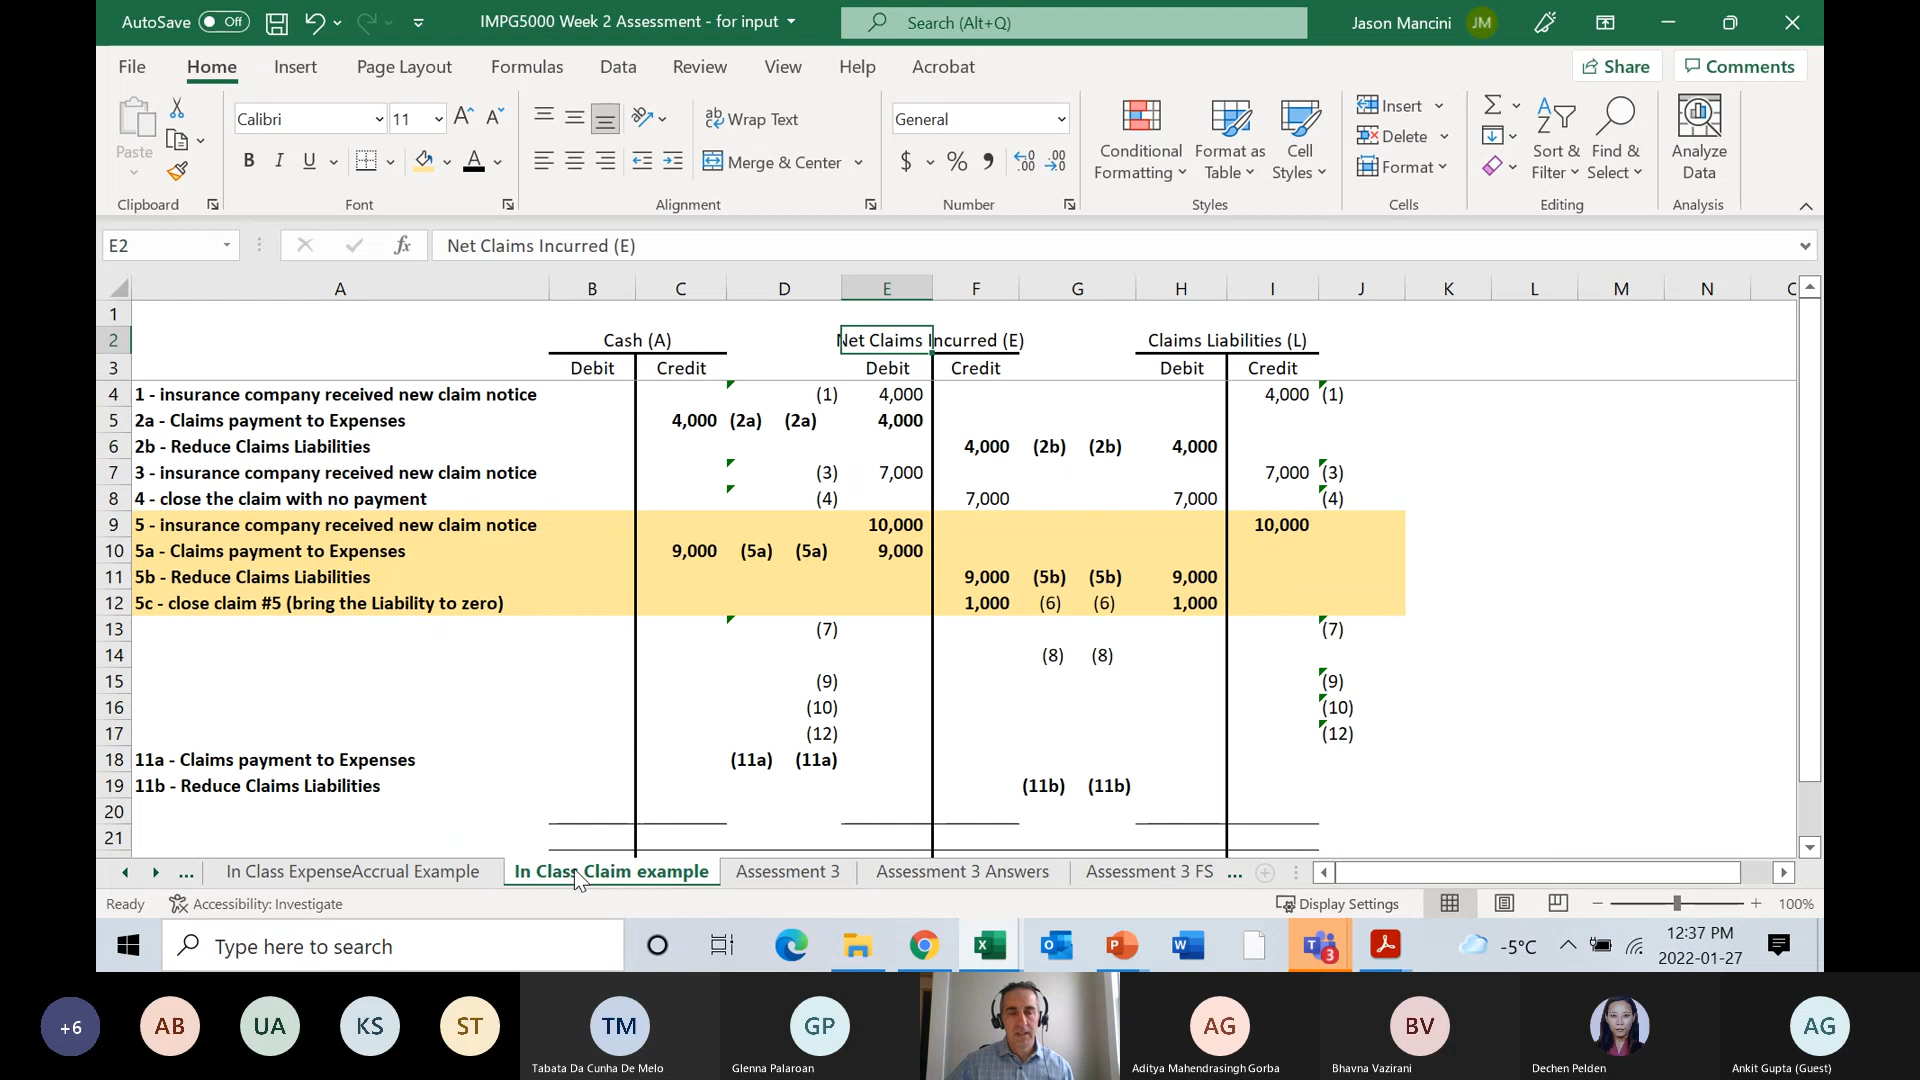 AutoSave Off IMPG5000 Week 2 Assessment - for input Search (Alt+Q) Jason Mancini JM
File Home Insert Page Layout Formulas Data Review View Help Acrobat Share Comments
Paste
Clipboard
Calibri 11
B I U A
Font
Wrap Text
Merge & Center
Alignment
General
$ % 9
Number
Conditional Formatting
Format as Table
Cell Styles
Styles
Insert
Delete
Format
Cells
Sort & Filter
Find & Select
Editing
Analyze Data
Analysis
E2 fx Net Claims Incurred (E)
A B C D E F G H I J K L M N
1
2 Cash (A) Net Claims Incurred (E) Claims Liabilities (L)
3 Debit Credit Debit Credit Debit Credit
4 1 - insurance company received new claim notice (1) 4,000 4,000 (1)
5 2a - Claims payment to Expenses 4,000 (2a) (2a) 4,000
6 2b - Reduce Claims Liabilities 4,000 (2b) (2b) 4,000
7 3 - insurance company received new claim notice (3) 7,000 7,000 (3)
8 4 - close the claim with no payment (4) 7,000 7,000 (4)
9 5 - insurance company received new claim notice 10,000 10,000
10 5a - Claims payment to Expenses 9,000 (5a) (5a) 9,000
11 5b - Reduce Claims Liabilities 9,000 (5b) (5b) 9,000
12 5c - close claim #5 (bring the Liability to zero) 1,000 (6) (6) 1,000
13 (7) (7)
14 (8) (8)
15 (9) (9)
16 (10) (10)
17 (12) (12)
18 11a - Claims payment to Expenses (11a) (11a)
19 11b - Reduce Claims Liabilities (11b) (11b)
20
21
... In Class ExpenseAccrual Example In Class Claim example Assessment 3 Assessment 3 Answers Assessment 3 FS ...
Ready Accessibility: Investigate Display Settings 100%
Type here to search -5°C 12:37 PM
2022-01-27
+6 AB UA KS ST TM GP AG BV AG
Tabata Da Cunha De Melo Glenna Palaroan Aditya Mahendrasingh Gorba Bhavna Vazirani Dechen Pelden Ankit Gupta (Guest)